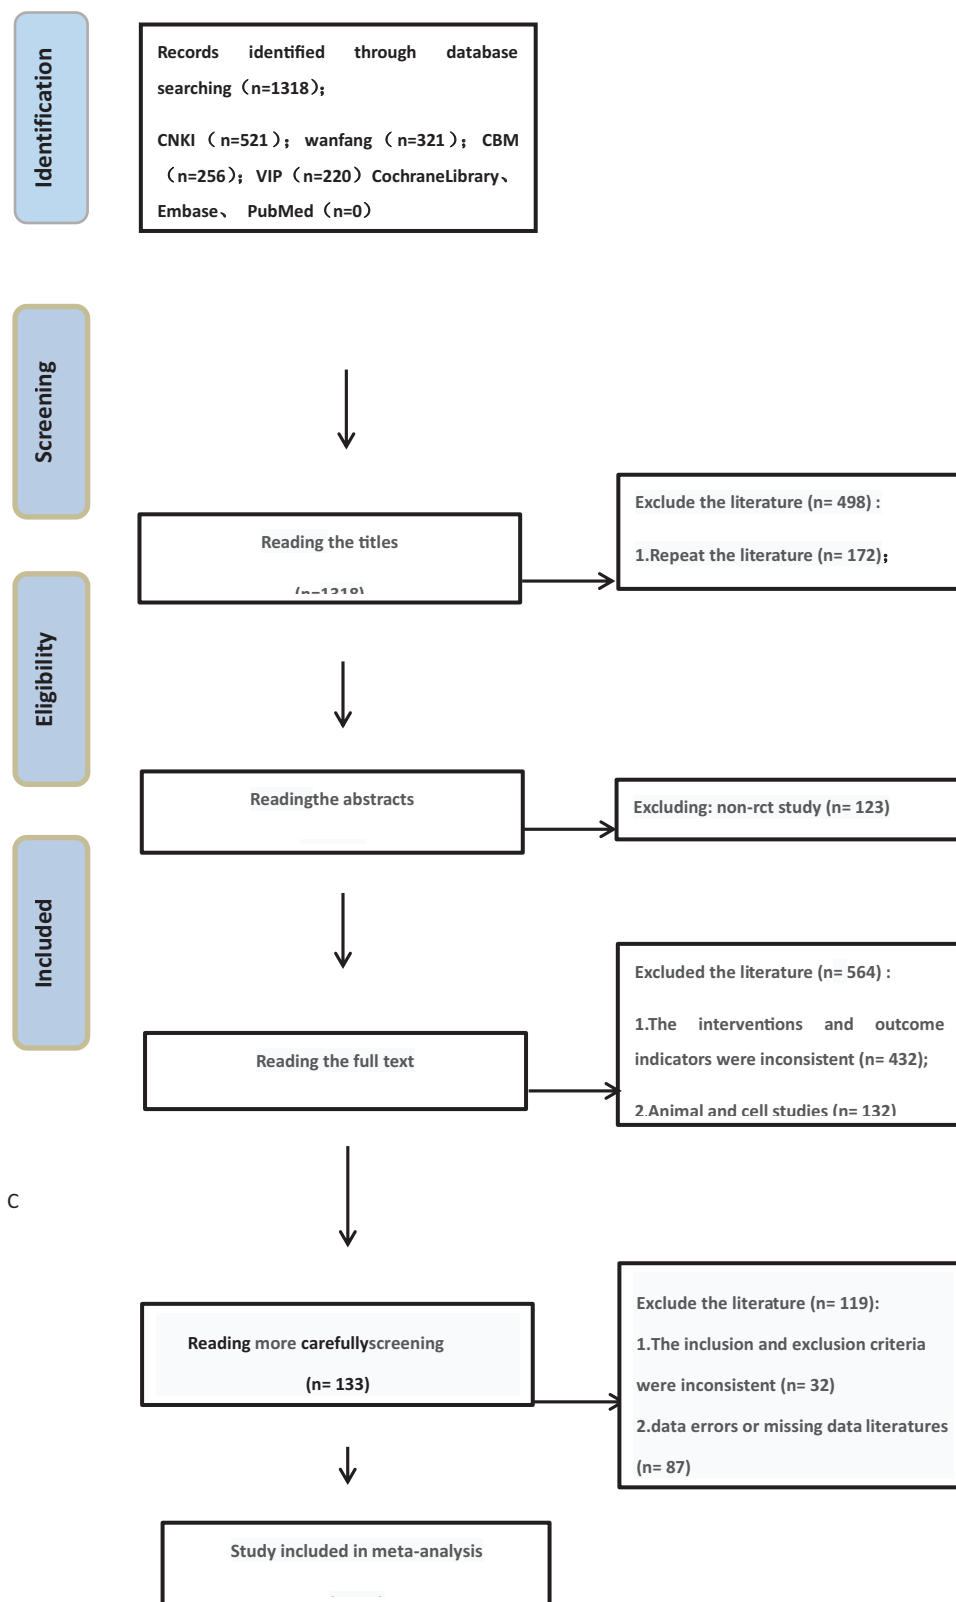 Identification
Records identified through database
searching（n=1318）；
CNKI（n=521）；wanfang（n=321）；CBM
（n=256）；VIP（n=220）CochraneLibrary、
Embase、PubMed（n=0）
Screening
Reading the titles
(n=1318)
Exclude the literature (n= 498) :
1.Repeat the literature (n= 172)；
Eligibility
Readingthe abstracts
Excluding: non-rct study (n= 123)
Included
Reading the full text
Excluded the literature (n= 564) :
1.The interventions and outcome
indicators were inconsistent (n= 432);
2.Animal and cell studies (n= 132)
C
Reading more carefullyscreening
(n= 133)
Exclude the literature (n= 119):
1.The inclusion and exclusion criteria
were inconsistent (n= 32)
2.data errors or missing data literatures
(n= 87)
Study included in meta-analysis